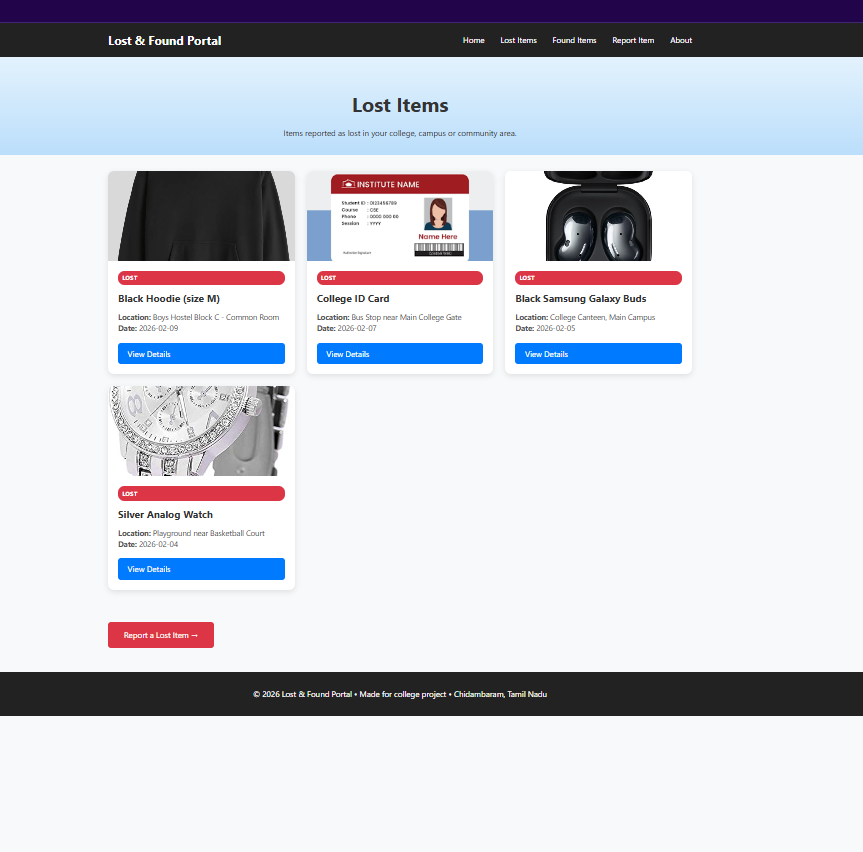 Lost & Found Portal
Home Lost Items Found Items Report Item About
Lost Items
Items reported as lost in your college, campus or community area.
INSTITUTE NAME
Student ID : 0123456789
Course : CSE
Phone : 0000 000 00
Session : YYYY
Name Here
Authorized Signature
LOST
Black Hoodie (size M)
Location: Boys Hostel Block C - Common Room
Date: 2026-02-09
View Details
LOST
College ID Card
Location: Bus Stop near Main College Gate
Date: 2026-02-07
View Details
LOST
Black Samsung Galaxy Buds
Location: College Canteen, Main Campus
Date: 2026-02-05
View Details
LOST
Silver Analog Watch
Location: Playground near Basketball Court
Date: 2026-02-04
View Details
Report a Lost Item →
© 2026 Lost & Found Portal • Made for college project • Chidambaram, Tamil Nadu